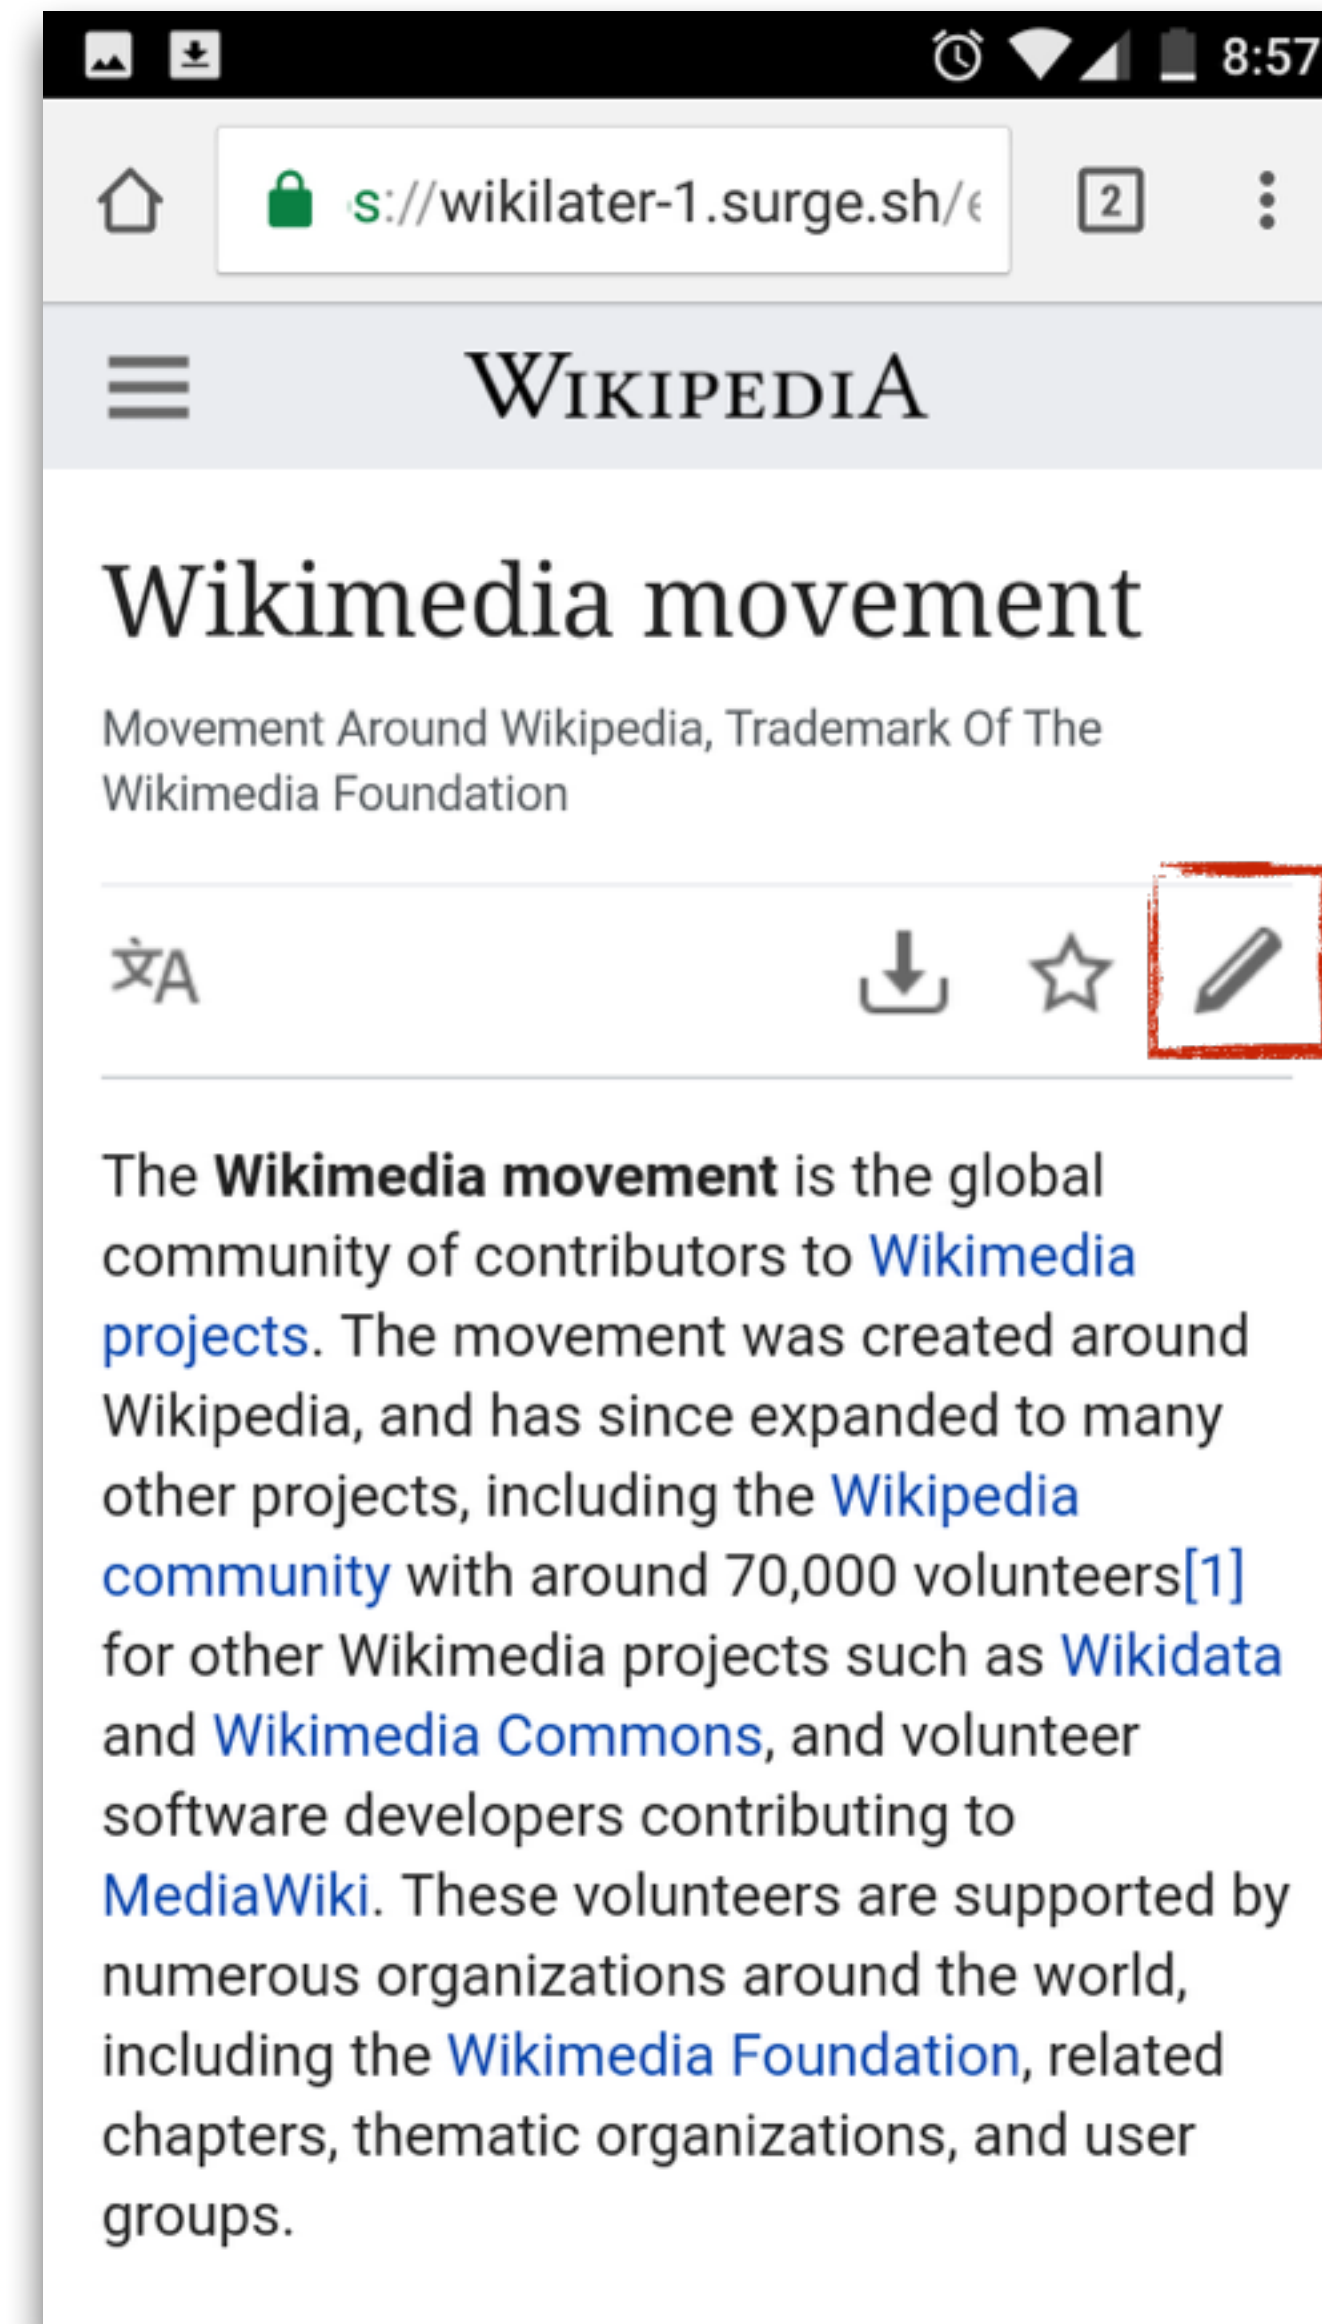 8:57
s://wikilater-1.surge.sh/
2
WIKIPEDIA
Wikimedia movement
Movement Around Wikipedia, Trademark Of The
Wikimedia Foundation
文A
The Wikimedia movement is the global
community of contributors to Wikimedia
projects. The movement was created around
Wikipedia, and has since expanded to many
other projects, including the Wikipedia
community with around 70,000 volunteers[1]
for other Wikimedia projects such as Wikidata
and Wikimedia Commons, and volunteer
software developers contributing to
MediaWiki. These volunteers are supported by
numerous organizations around the world,
including the Wikimedia Foundation, related
chapters, thematic organizations, and user
groups.